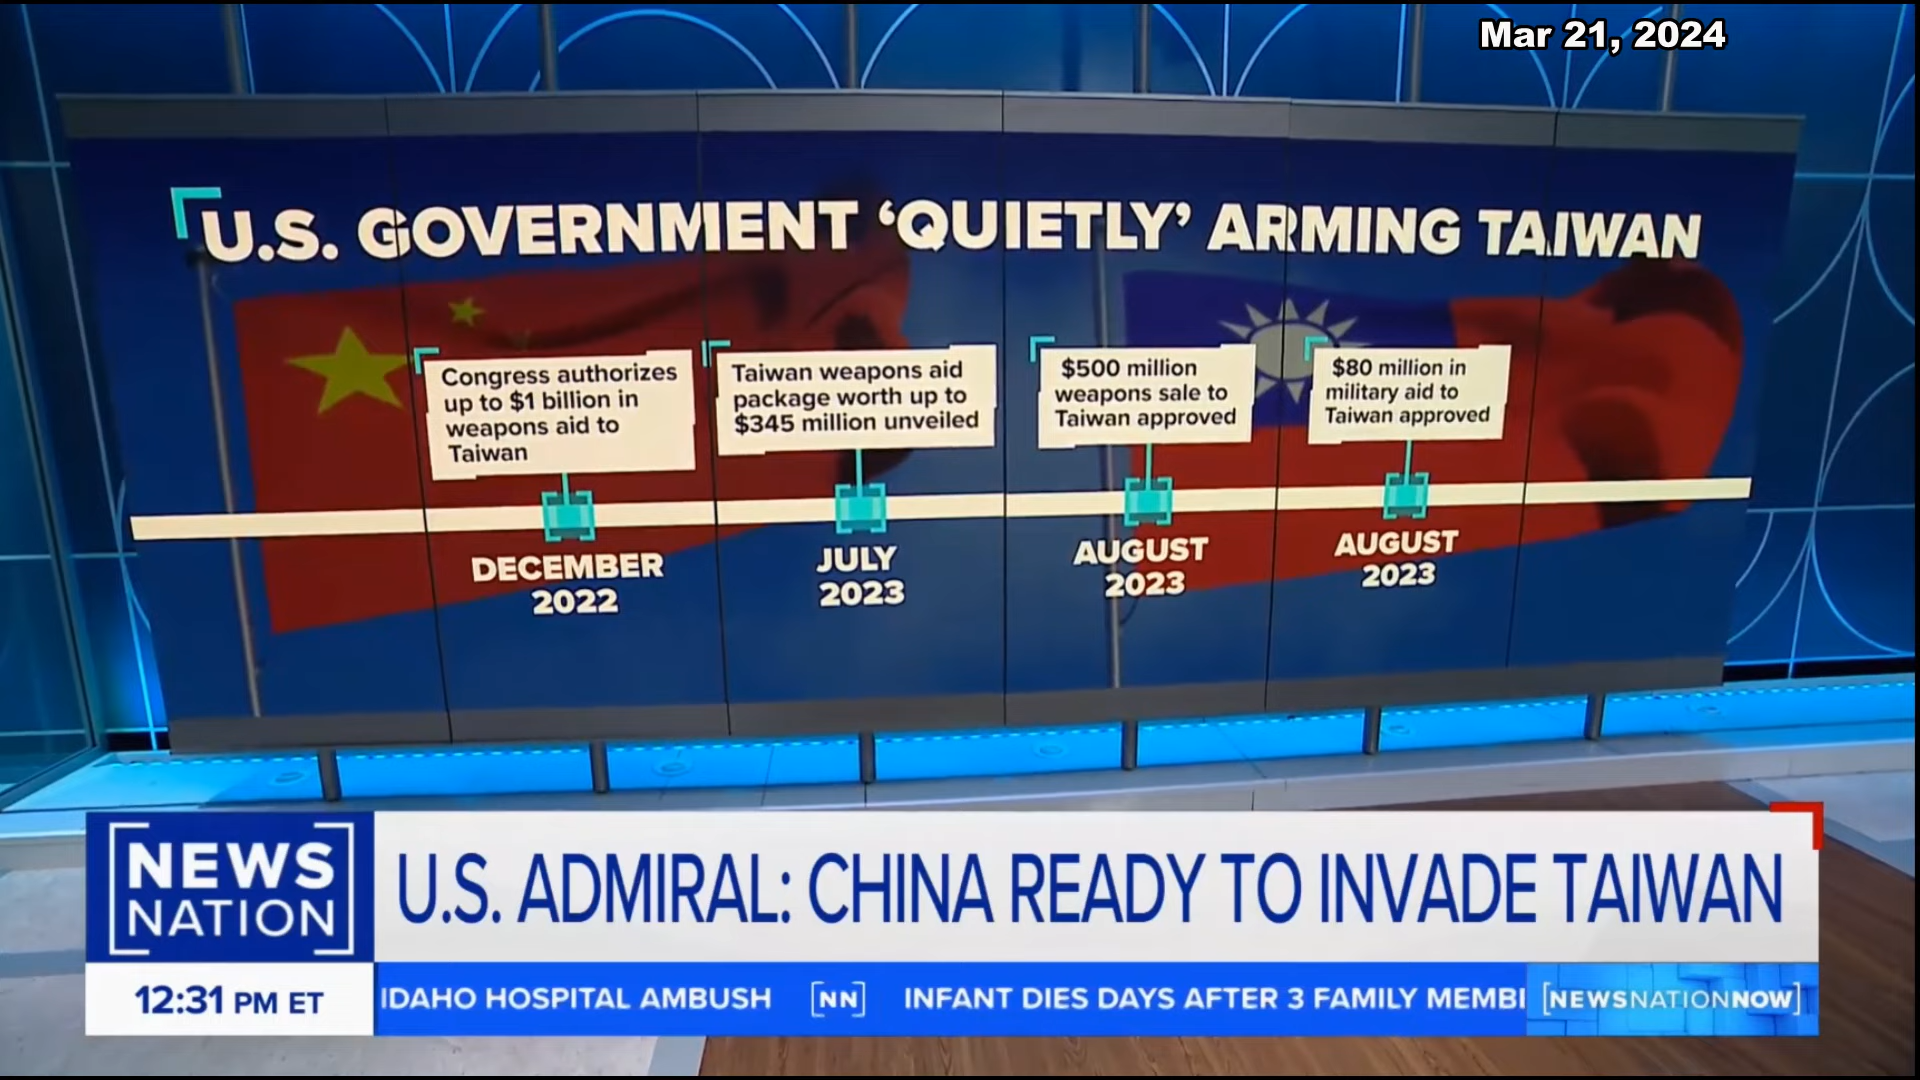 Mar 21, 2024
U.S. GOVERNMENT ‘QUIETLY’ ARMING TAIWAN
Congress authorizes
up to $1 billion in
weapons aid to
Taiwan
DECEMBER
2022
Taiwan weapons aid
package worth up to
$345 million unveiled
JULY
2023
$500 million
weapons sale to
Taiwan approved
AUGUST
2023
$80 million in
military aid to
Taiwan approved
AUGUST
2023
NEWS
NATION
U.S. ADMIRAL: CHINA READY TO INVADE TAIWAN
12:31 PM ET
IDAHO HOSPITAL AMBUSH [NN] INFANT DIES DAYS AFTER 3 FAMILY MEMB
[NEWSNATIONNOW]